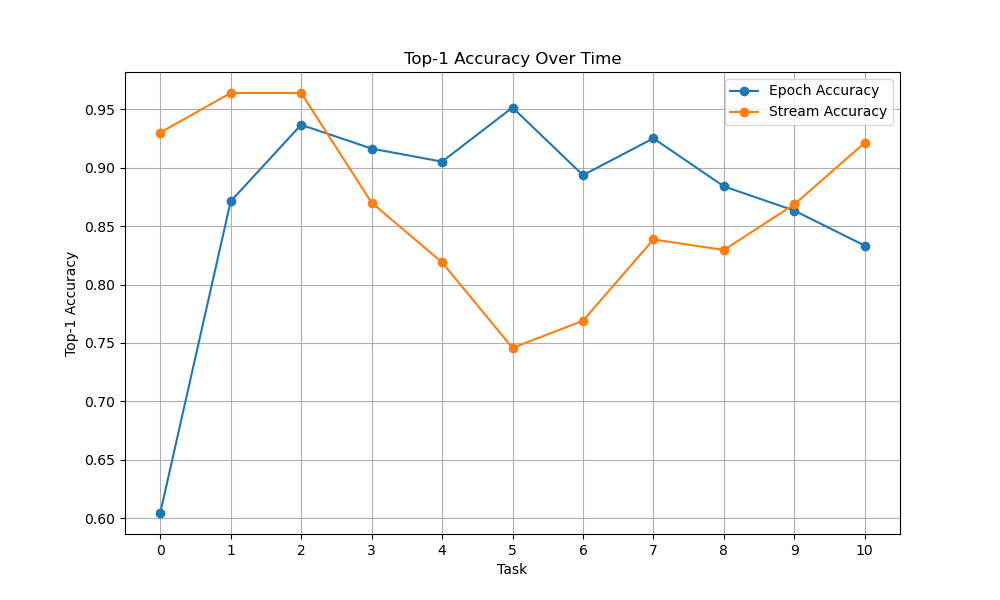 Top-1 Accuracy Over Time
Epoch Accuracy
Stream Accuracy
Top-1 Accuracy
0.95
0.90
0.85
0.80
0.75
0.70
0.65
0.60
0 1 2 3 4 5 6 7 8 9 10
Task